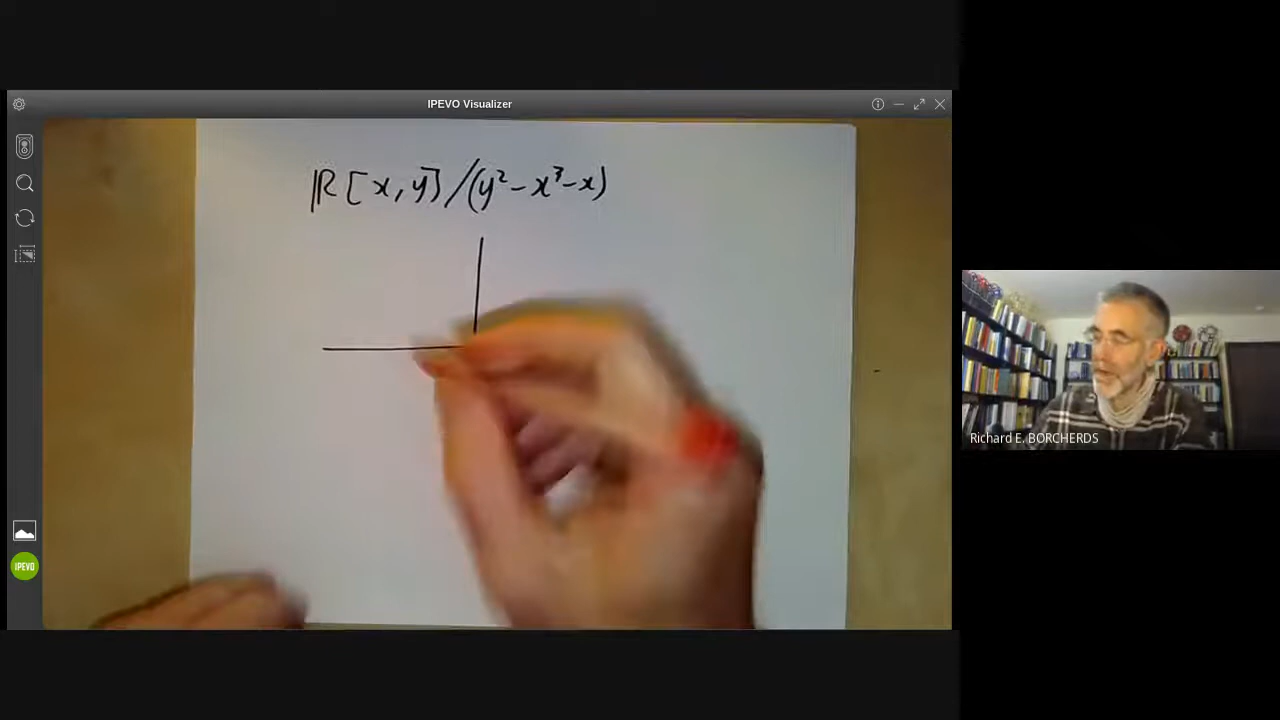 IPEVO Visualizer
ℝ[x,y]/(y²-x³-x)
Richard E. BORCHERDS
IPEVO